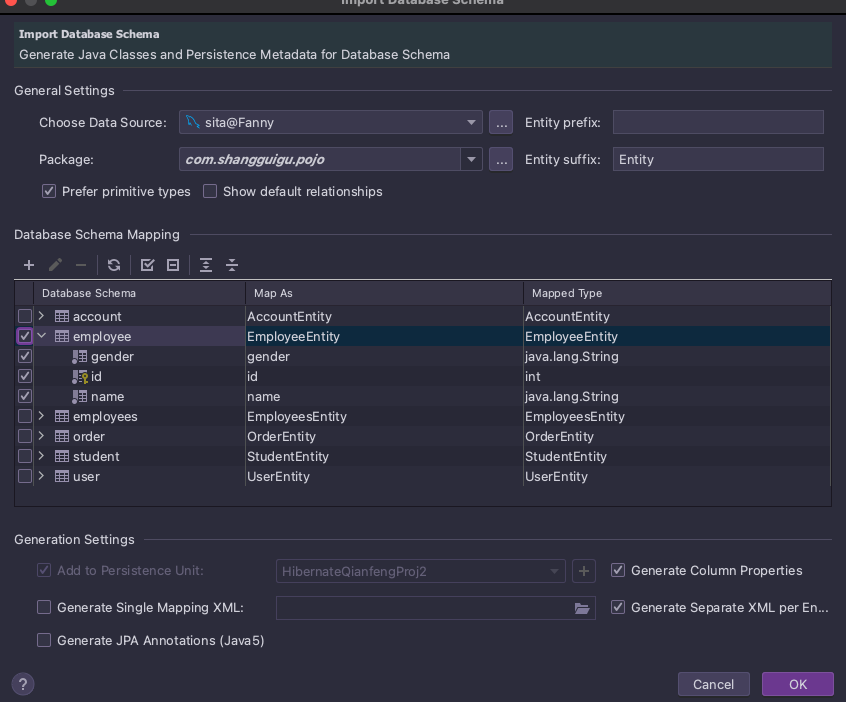 Import Database Schema
Import Database Schema
Generate Java Classes and Persistence Metadata for Database Schema
General Settings
Choose Data Source: sita@Fanny ... Entity prefix:
Package: com.shangguigu.pojo ... Entity suffix: Entity
Prefer primitive types Show default relationships
Database Schema Mapping
Database Schema Map As Mapped Type
account AccountEntity AccountEntity
employee EmployeeEntity EmployeeEntity
gender gender java.lang.String
id id int
name name java.lang.String
employees EmployeesEntity EmployeesEntity
order OrderEntity OrderEntity
student StudentEntity StudentEntity
user UserEntity UserEntity
Generation Settings
Add to Persistence Unit: HibernateQianfengProj2 + Generate Column Properties
Generate Single Mapping XML: Generate Separate XML per En...
Generate JPA Annotations (Java5)
? Cancel OK